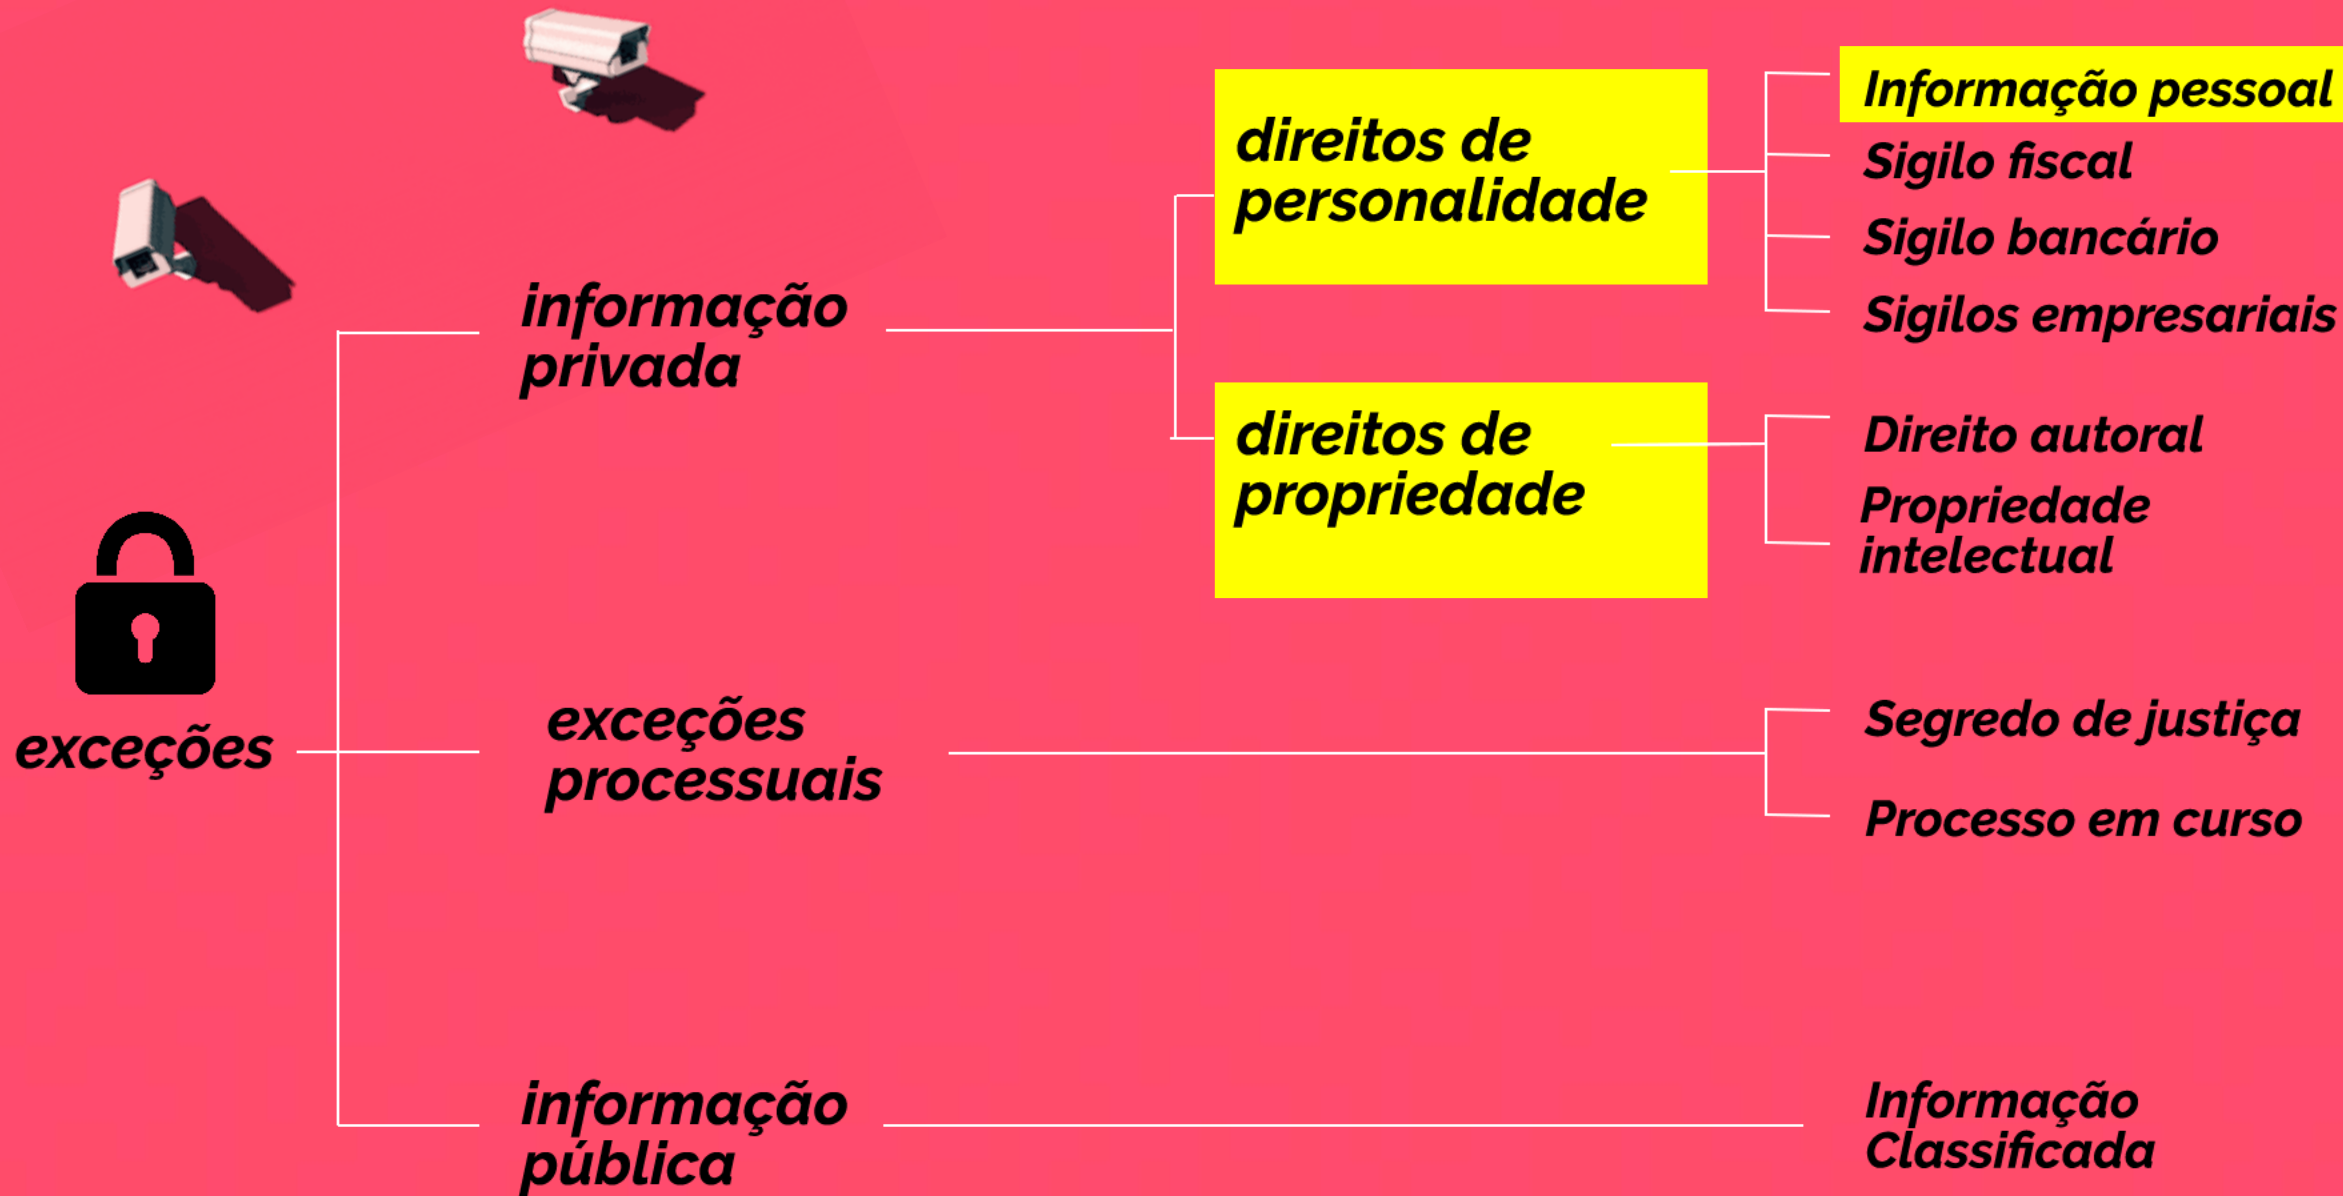 exceções
informação
privada
direitos de
personalidade
Informação pessoal
Sigilo fiscal
Sigilo bancário
Sigilos empresariais
direitos de
propriedade
Direito autoral
Propriedade
intelectual
exceções
processuais
Segredo de justiça
Processo em curso
informação
pública
Informação
Classificada